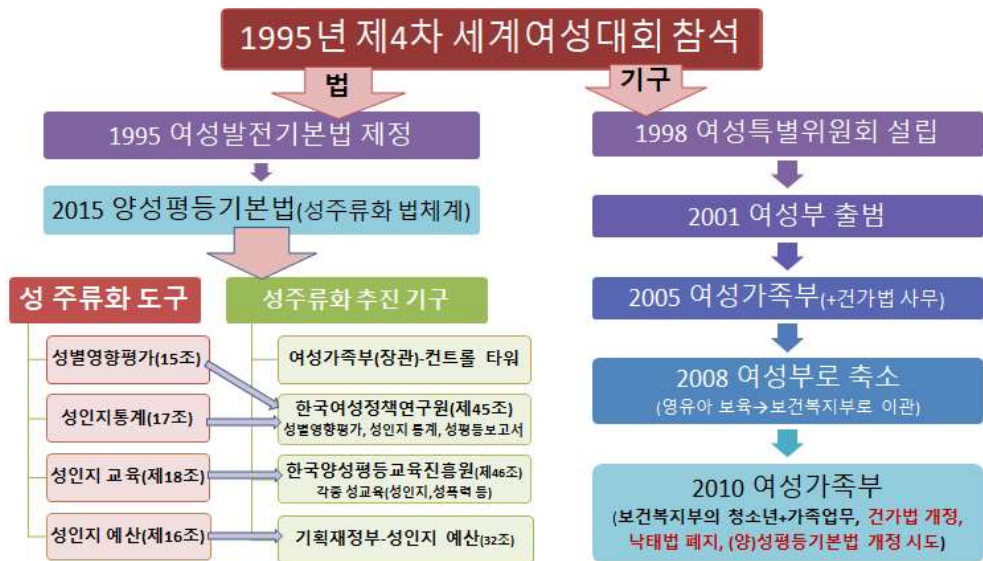 1995년 제4차 세계여성대회 참석
법
기구
1995 여성발전기본법 제정
2015 양성평등기본법(성주류화 법체계)
성 주류화 도구
성별영향평가(15조)
성인지통계(17조)
성인지 교육(제18조)
성인지 예산(제16조)
성주류화 추진 기구
여성가족부(장관)-컨트롤 타워
한국여성정책연구원(제45조)
성별영향평가, 성인지 통계, 성평등보고서
한국양성평등교육진흥원(제46조)
각종 성교육(성인지,성폭력 등)
기획재정부-성인지 예산(32조)
1998 여성특별위원회 설립
2001 여성부 출범
2005 여성가족부(+건가법 사무)
2008 여성부로 축소
(영유아 보육→보건복지부로 이관)
2010 여성가족부
(보건복지부의 청소년+가족업무, 건가법 개정,
낙태법 폐지, (양)성평등기본법 개정 시도)